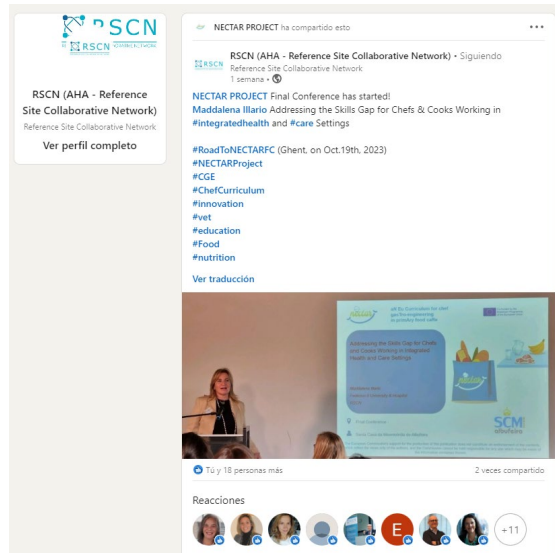 RSCN
RSCN
RSCN (AHA - Reference
Site Collaborative Network)
Reference Site Collaborative Network
Ver perfil completo
NECTAR PROJECT ha compartido esto
RSCN
RSCN (AHA - Reference Site Collaborative Network) • Siguiendo
Reference Site Collaborative Network
1 semana •
NECTAR PROJECT Final Conference has started!
Maddalena Illario Addressing the Skills Gap for Chefs & Cooks Working in
#integratedhealth and #care Settings
#RoadToNECTARFC (Ghent, on Oct.19th, 2023)
#NECTARProject
#CGE
#ChefCurriculum
#innovation
#vet
#education
#Food
#nutrition
Ver traducción
Addressing the Skills Gap for Chefs
and Cooks Working in Integrated
Health and Care Settings
SCM
Tú y 18 personas más
2 veces compartido
Reacciones
E
+11